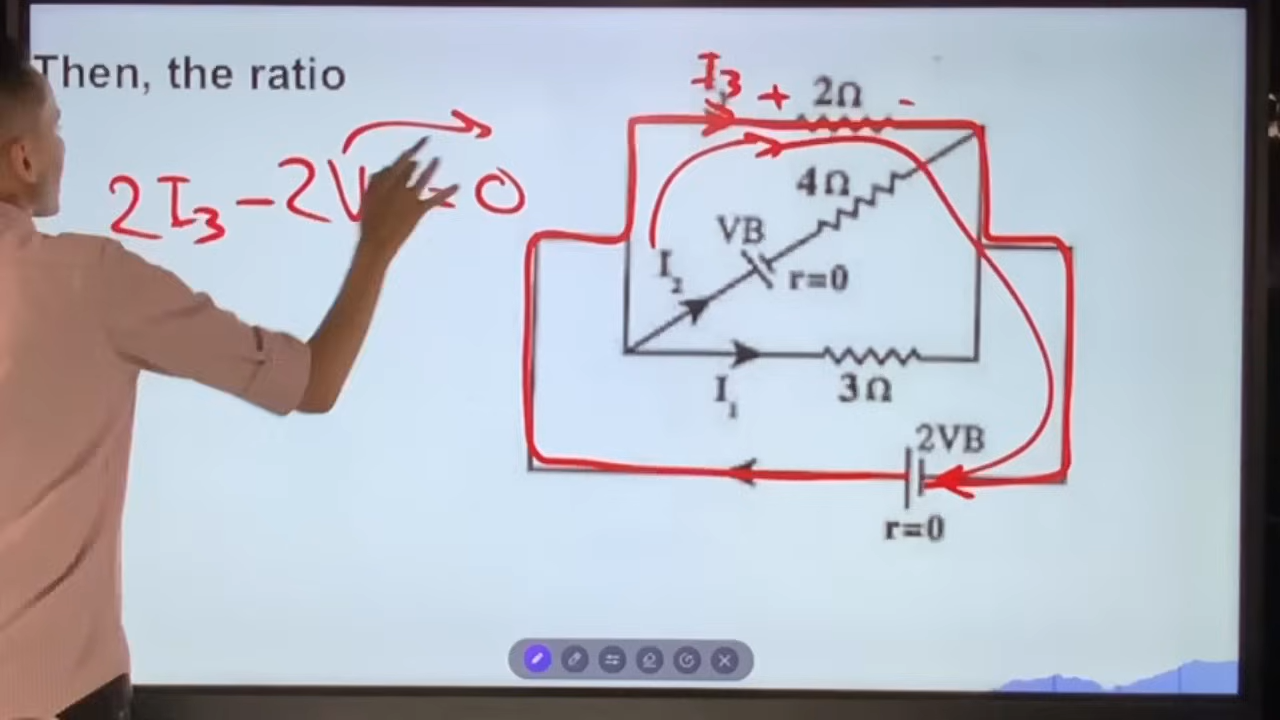 Then, the ratio
2I₃ - 2V = 0
I₃ + 2Ω -
4Ω
VB
I₂
r=0
3Ω
I₁
2VB
r=0